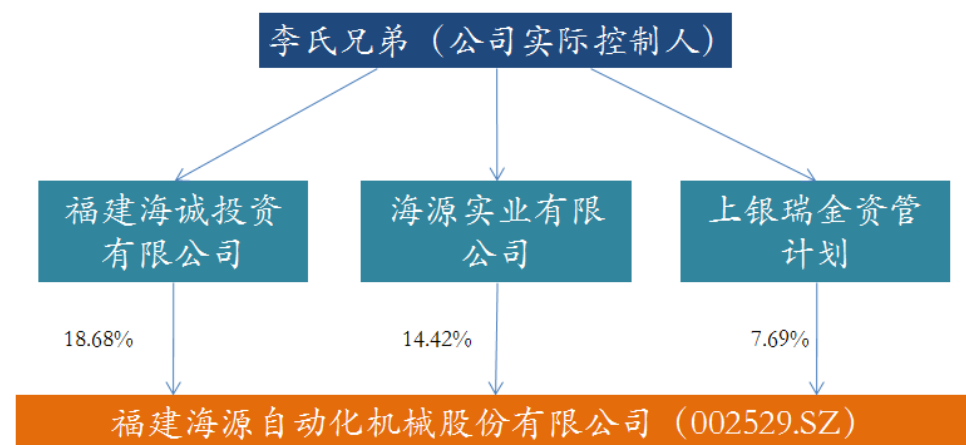 李氏兄弟（公司实际控制人）
福建海诚投资
有限公司
海源实业有限
公司
上银瑞金资管
计划
18.68%
14.42%
7.69%
福建海源自动化机械股份有限公司（002529.SZ）